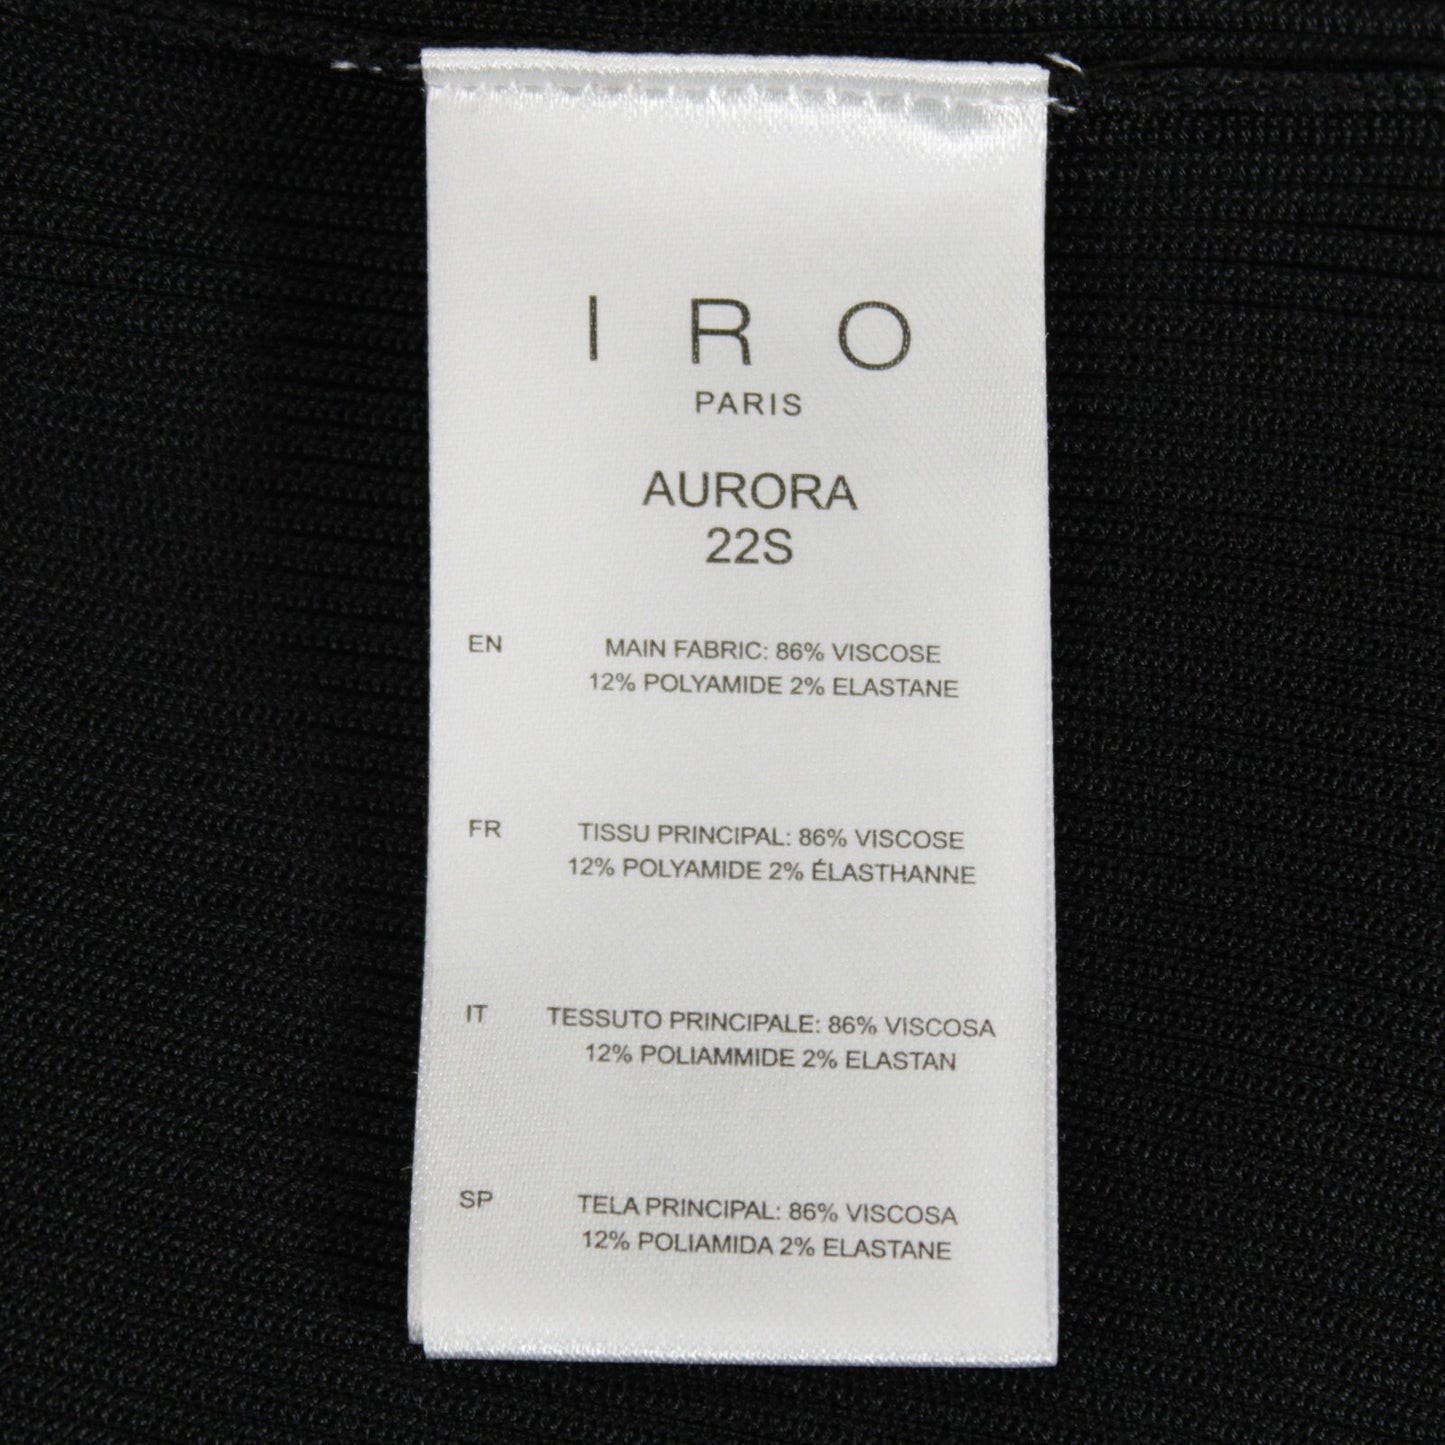 IRO
PARIS
AURORA
22S
EN MAIN FABRIC: 86% VISCOSE
12% POLYAMIDE 2% ELASTANE
FR TISSU PRINCIPAL: 86% VISCOSE
12% POLYAMIDE 2% ÉLASTHANNE
IT TESSUTO PRINCIPALE: 86% VISCOSA
12% POLIAMMIDE 2% ELASTAN
SP TELA PRINCIPAL: 86% VISCOSA
12% POLIAMIDA 2% ELASTANE